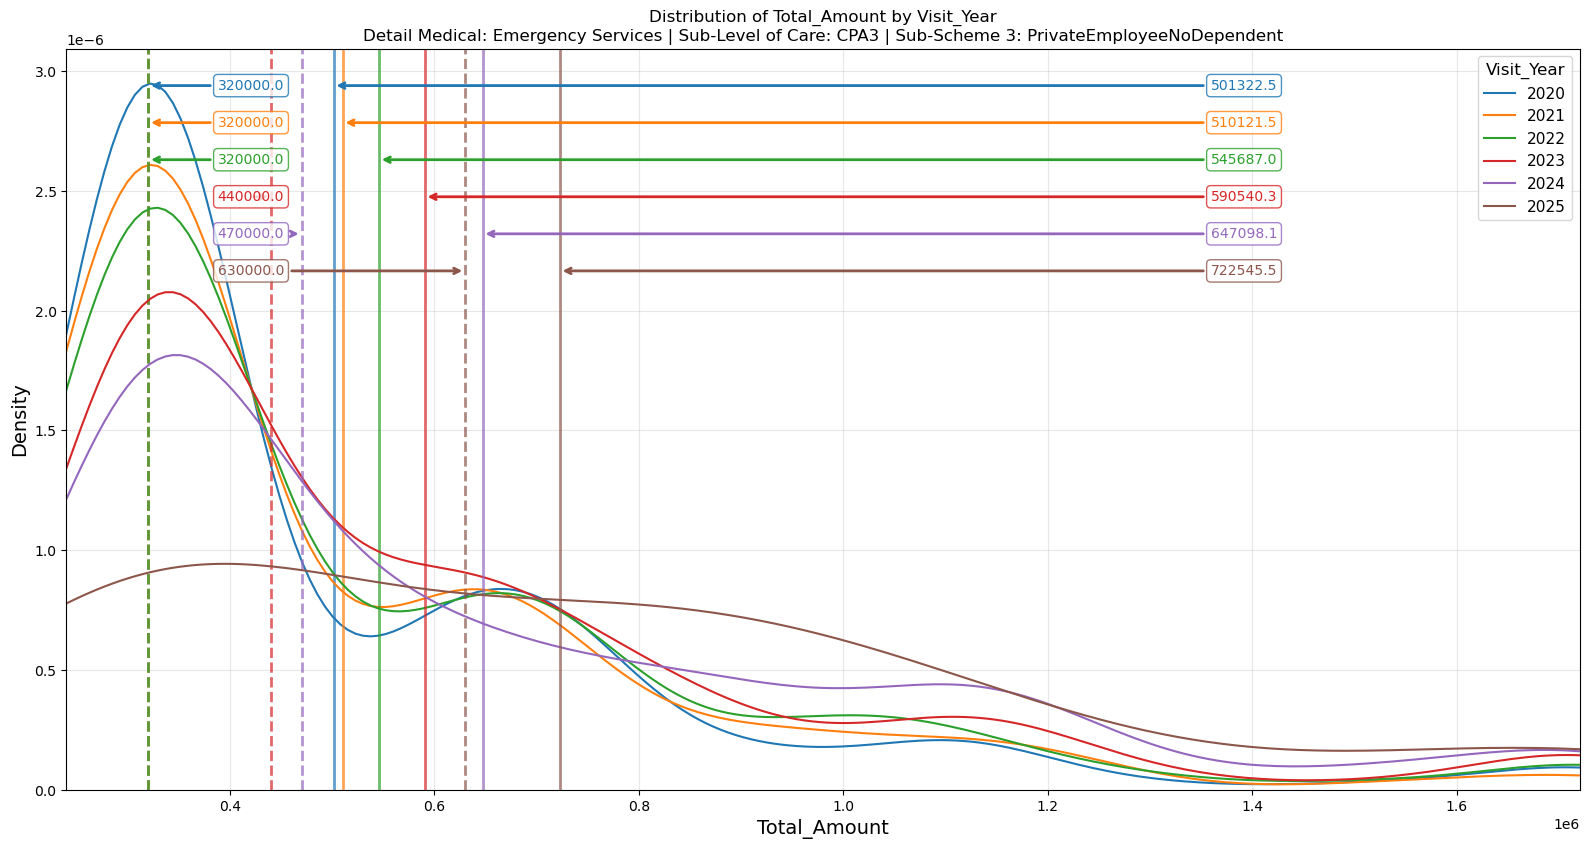 Distribution of Total_Amount by Visit_Year
Detail Medical: Emergency Services | Sub-Level of Care: CPA3 | Sub-Scheme 3: PrivateEmployeeNoDependent
1e−6
3.0
2.5
2.0
1.5
1.0
0.5
0.0
Density
320000.0 501322.5
320000.0 510121.5
320000.0 545687.0
440000.0 590540.3
470000.0 647098.1
630000.0 722545.5
Visit_Year
2020
2021
2022
2023
2024
2025
0.4 0.6 0.8 1.0 1.2 1.4 1.6
1e6
Total_Amount